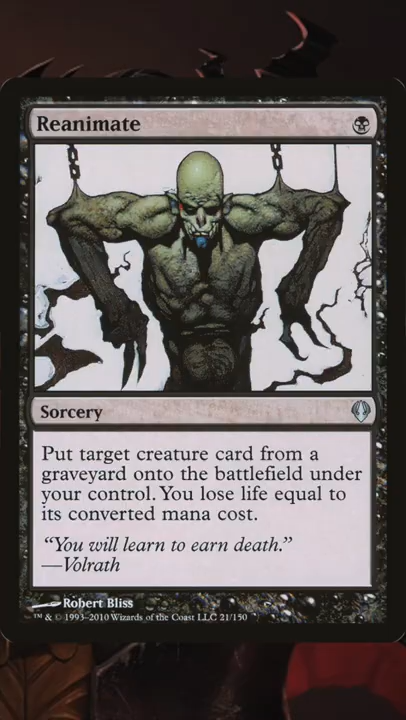 Reanimate
Sorcery
Put target creature card from a
graveyard onto the battlefield under
your control. You lose life equal to
its converted mana cost.
“You will learn to earn death.”
—Volrath
Robert Bliss
™ & © 1993–2010 Wizards of the Coast LLC 21/150